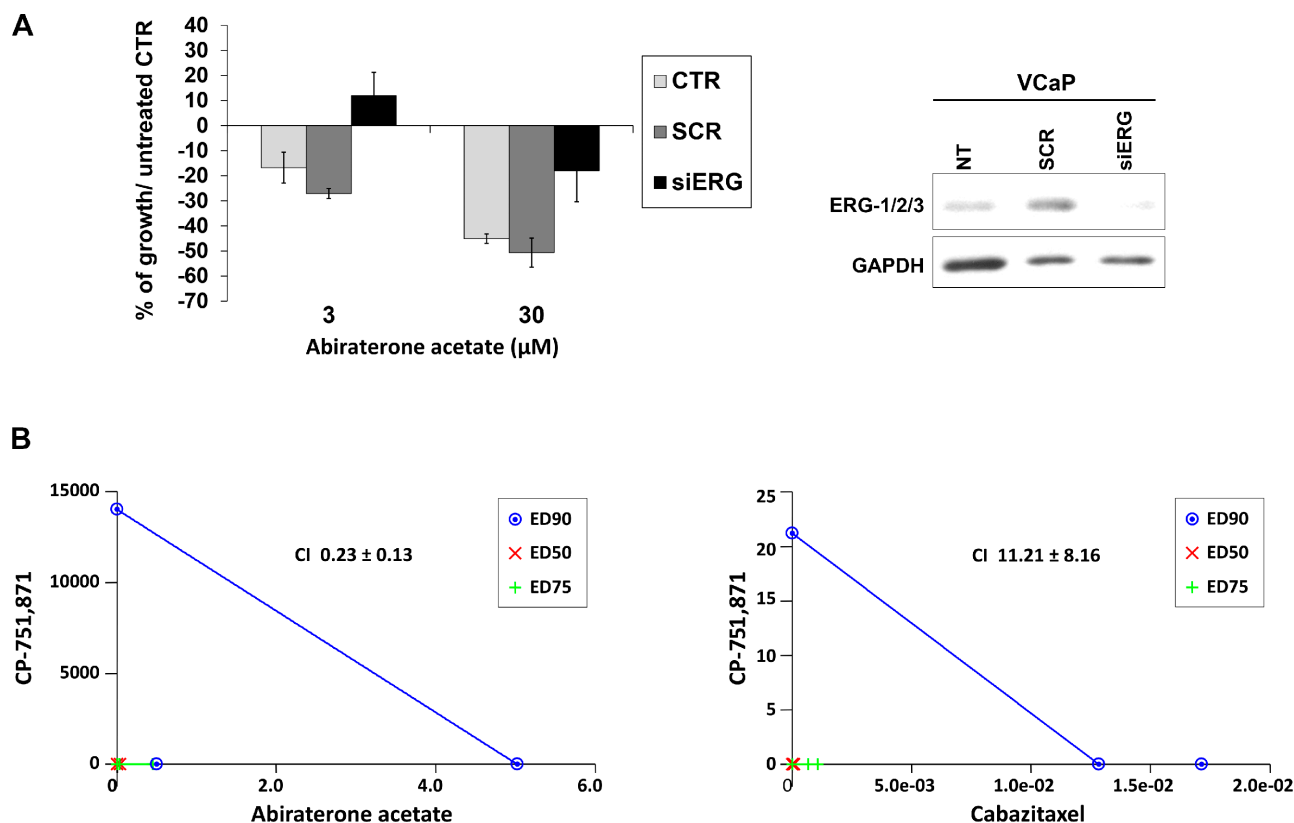 A
% of growth/ untreated CTR
40
30
20
10
0
-10
-20
-30
-40
-50
-60
-70
3
30
Abiraterone acetate (µM)
CTR
SCR
siERG
VCaP
NT
SCR
siERG
ERG-1/2/3
GAPDH
B
CP-751,871
15000
10000
5000
0
0
2.0
4.0
6.0
Abiraterone acetate
CI 0.23 ± 0.13
ED90
ED50
ED75
CP-751,871
25
20
15
10
5
0
0
5.0e-03
1.0e-02
1.5e-02
2.0e-02
Cabazitaxel
CI 11.21 ± 8.16
ED90
ED50
ED75